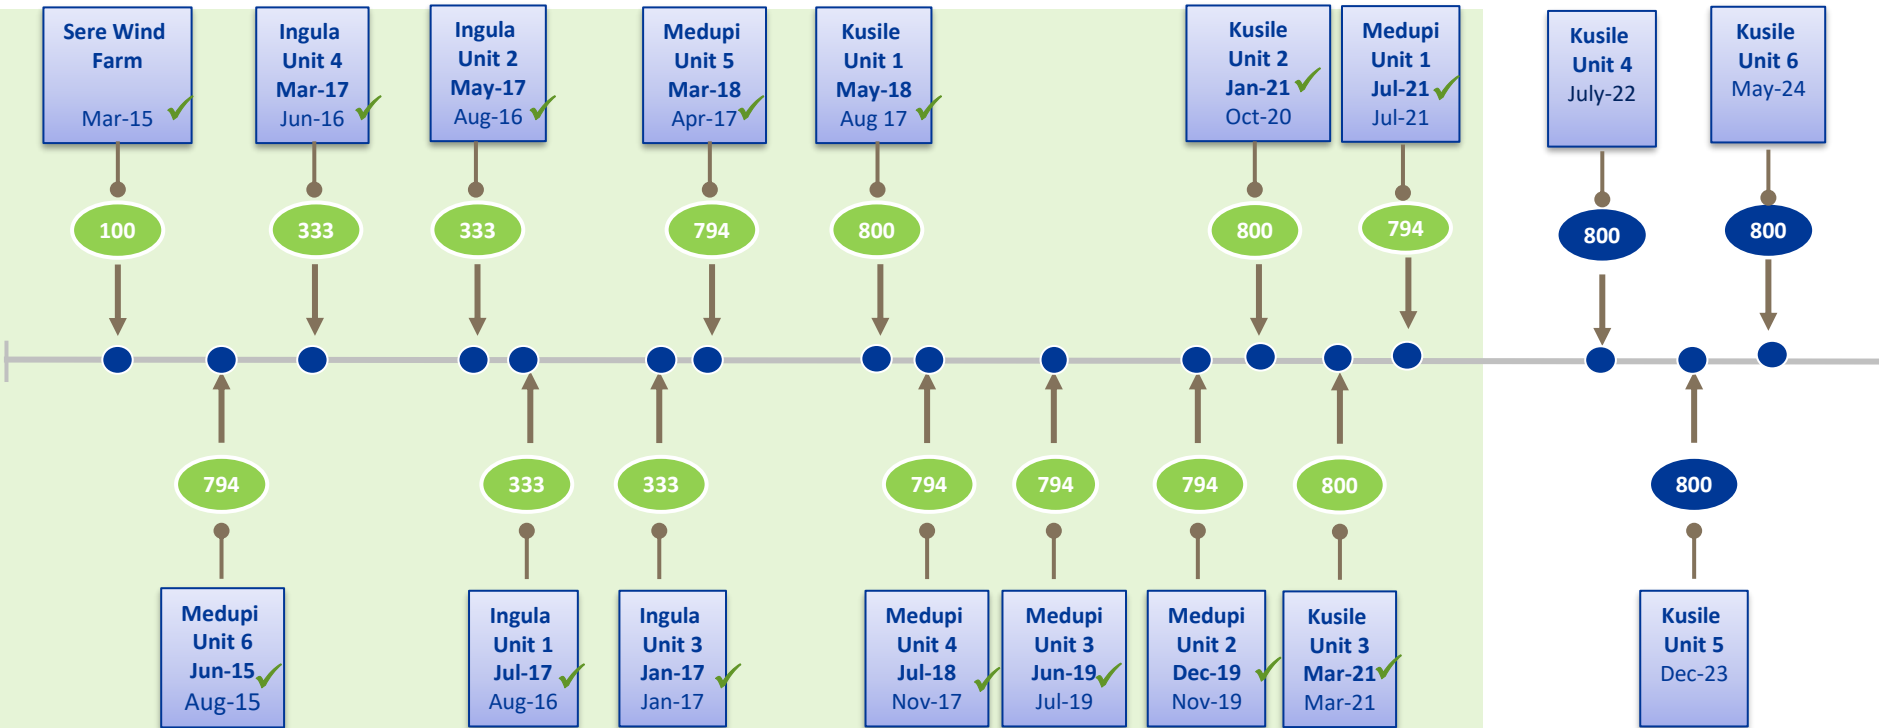 Sere Wind
Farm
Mar-15
Ingula
Unit 4
Mar-17
Jun-16
Ingula
Unit 2
May-17
Aug-16
Medupi
Unit 5
Mar-18
Apr-17
Kusile
Unit 1
May-18
Aug 17
Kusile
Unit 2
Jan-21
Oct-20
Medupi
Unit 1
Jul-21
Jul-21
Kusile
Unit 4
July-22
Kusile
Unit 6
May-24
100
333
333
794
800
800
794
800
800
794
333
333
794
794
794
800
800
Medupi
Unit 6
Jun-15
Aug-15
Ingula
Unit 1
Jul-17
Aug-16
Ingula
Unit 3
Jan-17
Jan-17
Medupi
Unit 4
Jul-18
Nov-17
Medupi
Unit 3
Jun-19
Jul-19
Medupi
Unit 2
Dec-19
Nov-19
Kusile
Unit 3
Mar-21
Mar-21
Kusile
Unit 5
Dec-23